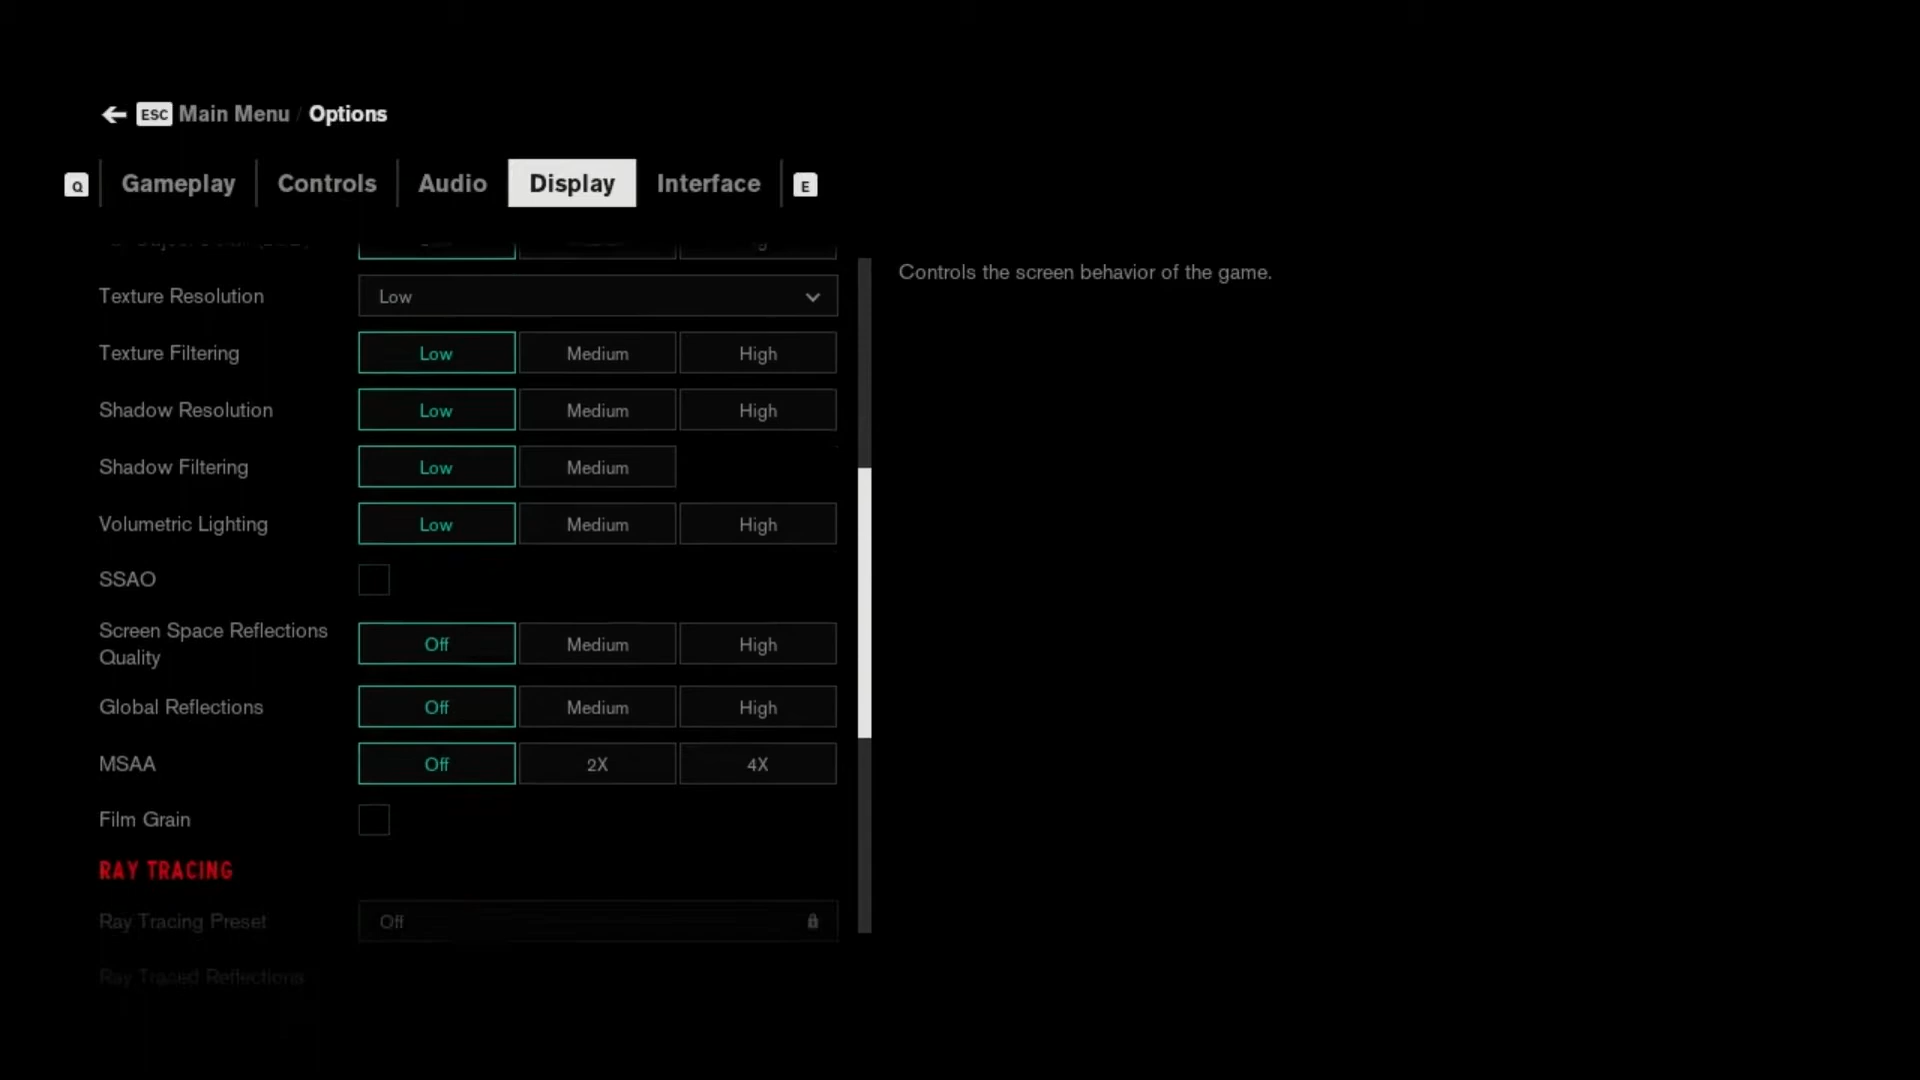 ESC Main Menu / Options
Q Gameplay Controls Audio Display Interface E
Texture Resolution Low
Controls the screen behavior of the game.
Texture Filtering Low Medium High
Shadow Resolution Low Medium High
Shadow Filtering Low Medium
Volumetric Lighting Low Medium High
SSAO
Screen Space Reflections
Quality Off Medium High
Global Reflections Off Medium High
MSAA Off 2X 4X
Film Grain
RAY TRACING
Ray Tracing Preset Off
Ray Traced Reflections